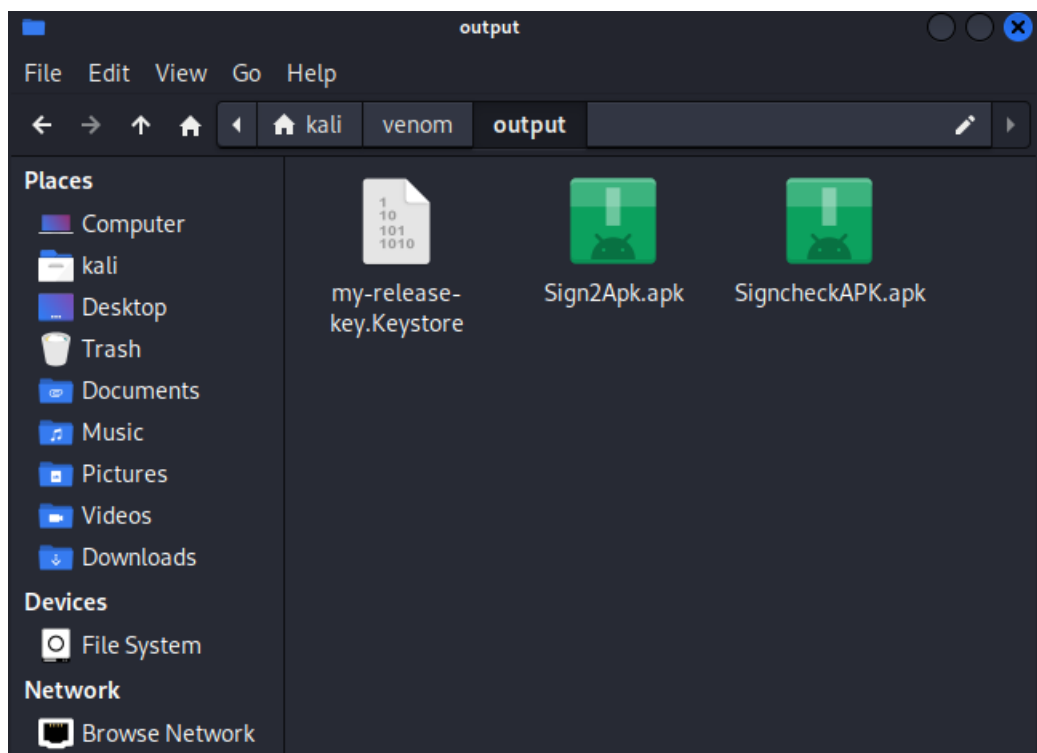 output
File Edit View Go Help
kali venom output
Places
Computer
kali
Desktop
Trash
Documents
Music
Pictures
Videos
Downloads
Devices
File System
Network
Browse Network
1
10
101
1010
my-release-
key.Keystore
Sign2Apk.apk
SigncheckAPK.apk